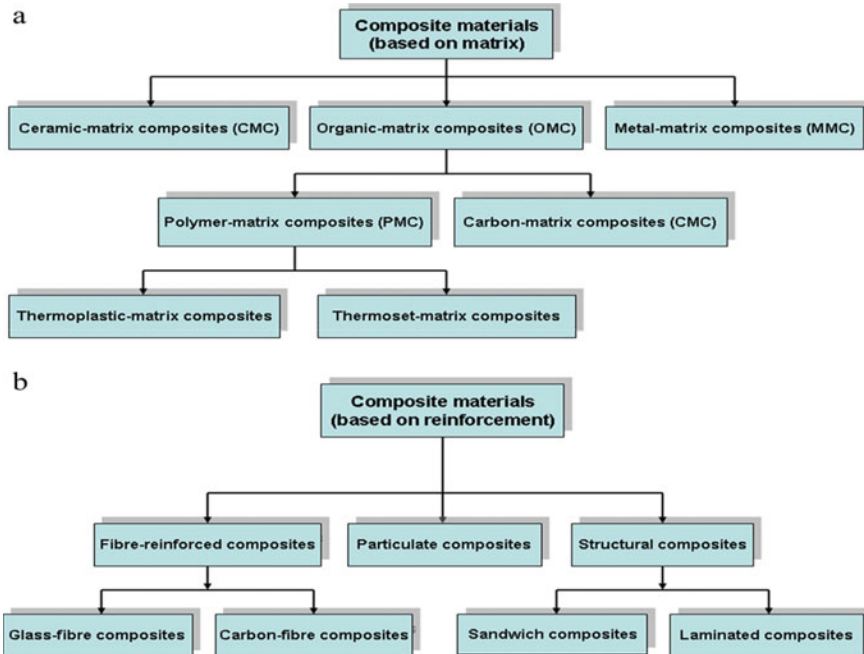 a
Composite materials
(based on matrix)
Ceramic-matrix composites (CMC)
Organic-matrix composites (OMC)
Metal-matrix composites (MMC)
Polymer-matrix composites (PMC)
Carbon-matrix composites (CMC)
Thermoplastic-matrix composites
Thermoset-matrix composites
b
Composite materials
(based on reinforcement)
Fibre-reinforced composites
Particulate composites
Structural composites
Glass-fibre composites
Carbon-fibre composites
Sandwich composites
Laminated composites